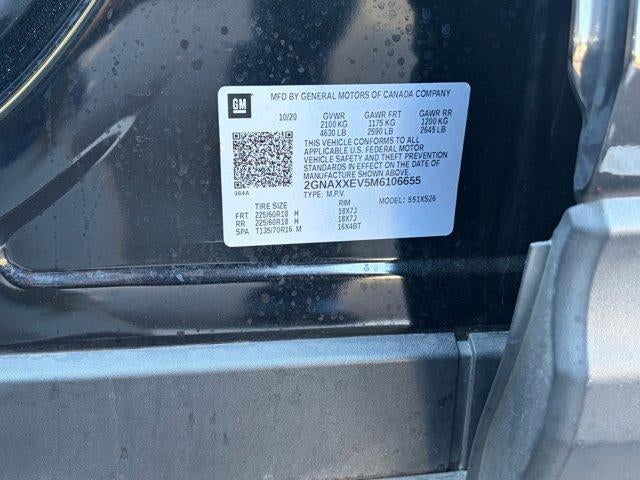 GM
MFD BY GENERAL MOTORS OF CANADA COMPANY
10/20 GVWR GAWR FRT GAWR RR
2100 KG 1175 KG 1200 KG
4630 LB 2590 LB 2645 LB
THIS VEHICLE CONFORMS TO ALL
APPLICABLE U.S. FEDERAL MOTOR
VEHICLE SAFETY AND THEFT PREVENTION
STANDARDS IN EFFECT ON THE DATE OF
MANUFACTURE SHOWN ABOVE.
2GNAXXEV5M6106655
384A
TYPE: M.P.V. MODEL: 551XS26
TIRE SIZE RIM
FRT 225/60R18 H 18X7J
RR 225/60R18 H 18X7J
SPA T135/70R16 M 16X4BT